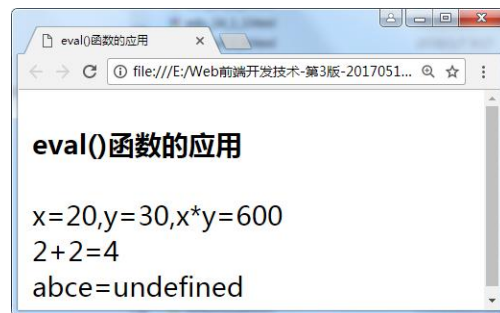 eval()函数的应用
file:///E:/Web前端开发技术-第3版-2017051...
eval()函数的应用
x=20,y=30,x*y=600
2+2=4
abce=undefined